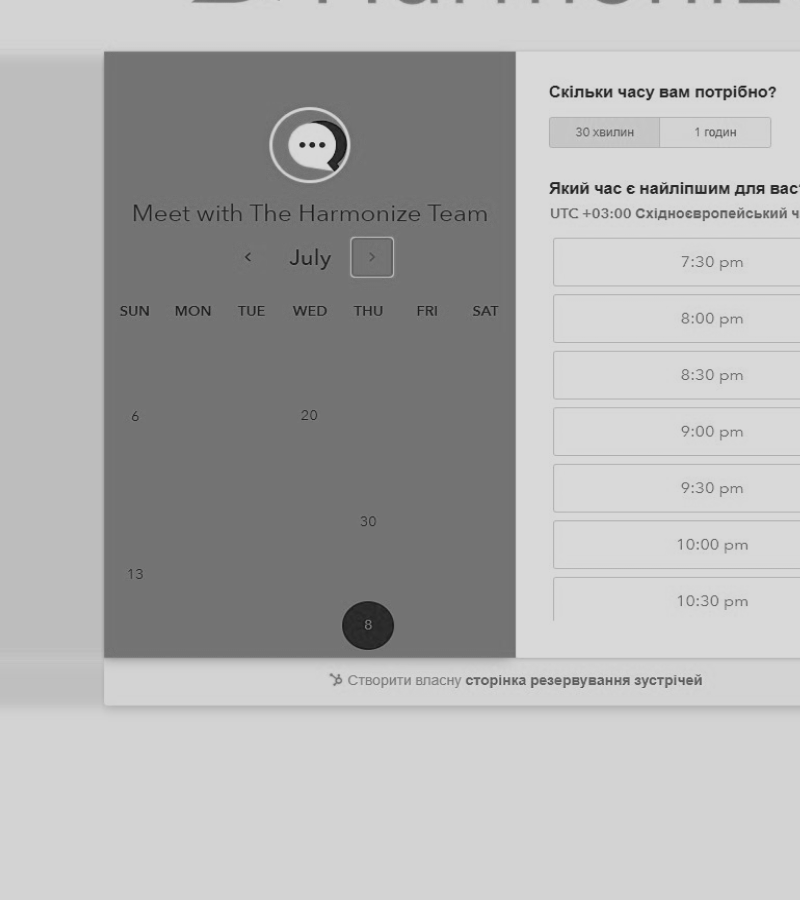 Meet with The Harmonize Team
July
SUN MON TUE WED THU FRI SAT
6 20
30
13
8
Скільки часу вам потрібно?
30 хвилин 1 годин
Який час є найліпшим для вас
UTC +03:00 Східноєвропейський ч
7:30 pm
8:00 pm
8:30 pm
9:00 pm
9:30 pm
10:00 pm
10:30 pm
Створити власну сторінка резервування зустрічей